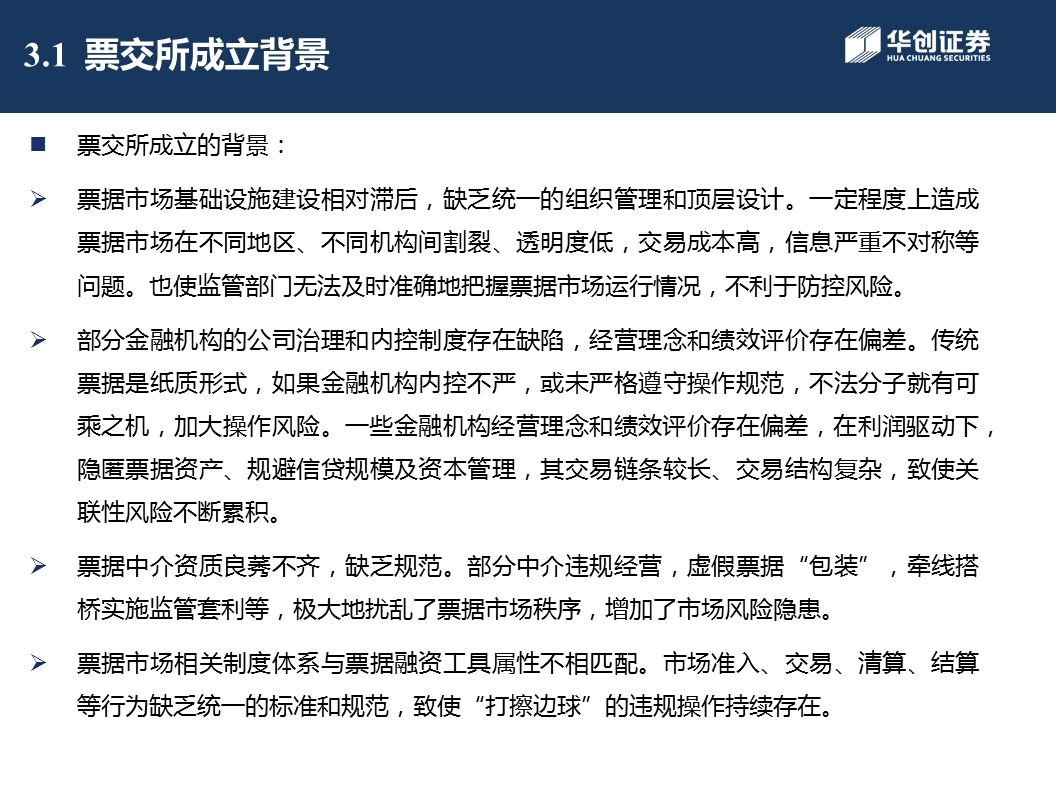 3.1 票交所成立背景
华创证券
HUA CHUANG SECURITIES
票交所成立的背景：
票据市场基础设施建设相对滞后，缺乏统一的组织管理和顶层设计。一定程度上造成
票据市场在不同地区、不同机构间割裂、透明度低，交易成本高，信息严重不对称等
问题。也使监管部门无法及时准确地把握票据市场运行情况，不利于防控风险。
部分金融机构的公司治理和内控制度存在缺陷，经营理念和绩效评价存在偏差。传统
票据是纸质形式，如果金融机构内控不严，或未严格遵守操作规范，不法分子就有可
乘之机，加大操作风险。一些金融机构经营理念和绩效评价存在偏差，在利润驱动下，
隐匿票据资产、规避信贷规模及资本管理，其交易链条较长、交易结构复杂，致使关
联性风险不断累积。
票据中介资质良莠不齐，缺乏规范。部分中介违规经营，虚假票据“包装”，牵线搭
桥实施监管套利等，极大地扰乱了票据市场秩序，增加了市场风险隐患。
票据市场相关制度体系与票据融资工具属性不相匹配。市场准入、交易、清算、结算
等行为缺乏统一的标准和规范，致使“打擦边球”的违规操作持续存在。